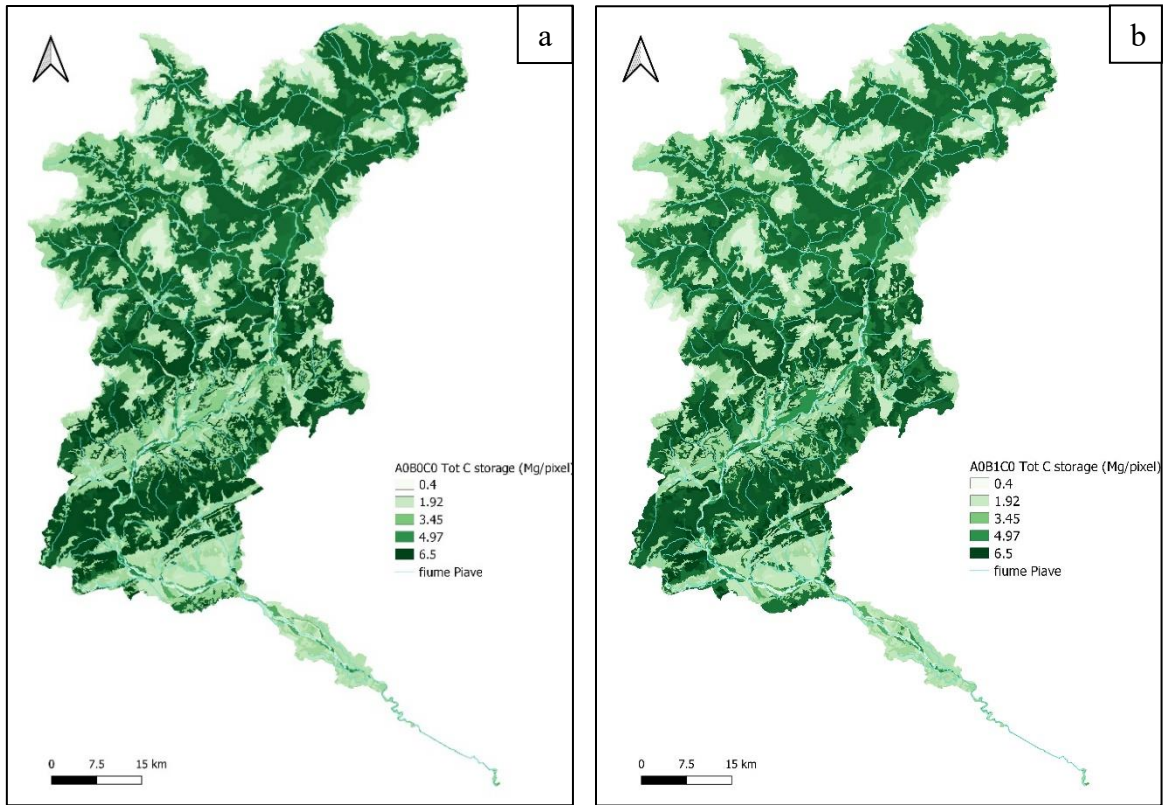 a
A0B0C0 Tot C storage (Mg/pixel)
0.4
1.92
3.45
4.97
6.5
fiume Piave
0 7.5 15 km
b
A0B1C0 Tot C storage (Mg/pixel)
0.4
1.92
3.45
4.97
6.5
fiume Piave
0 7.5 15 km